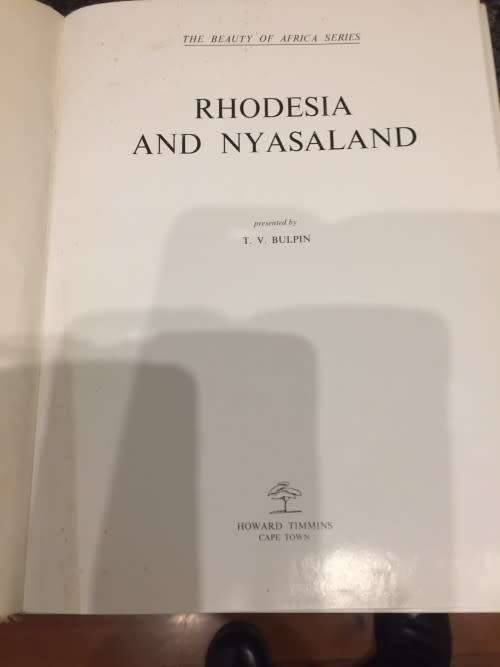 THE BEAUTY OF AFRICA SERIES
RHODESIA
AND NYASALAND
presented by
T. V. BULPIN
HOWARD TIMMINS
CAPE TOWN